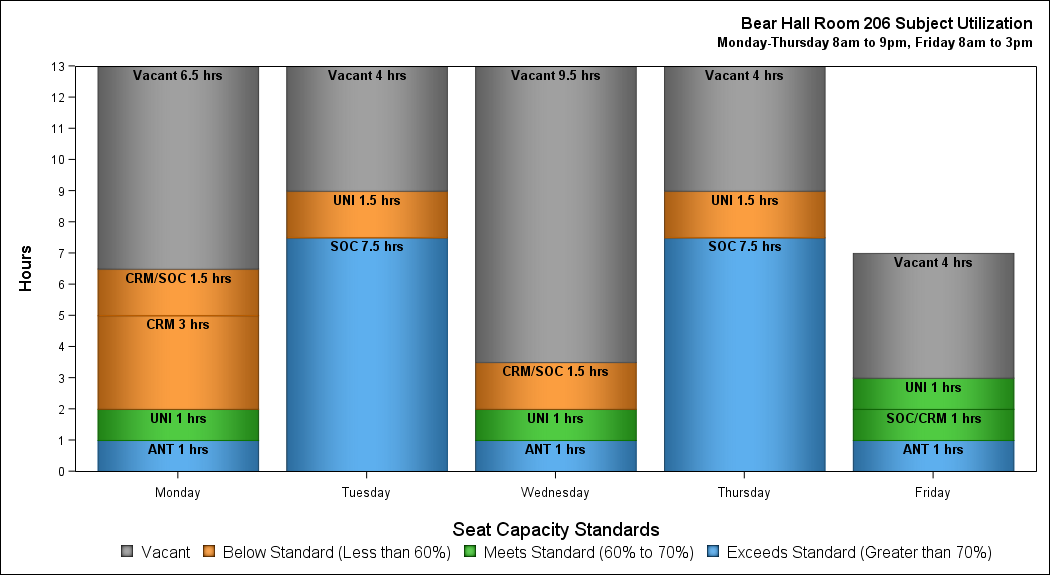 Bear Hall Room 206 Subject Utilization
Monday-Thursday 8am to 9pm, Friday 8am to 3pm
Hours
13
12
11
10
9
8
7
6
5
4
3
2
1
0
Vacant 6.5 hrs
CRM/SOC 1.5 hrs
CRM 3 hrs
UNI 1 hrs
ANT 1 hrs
Vacant 4 hrs
UNI 1.5 hrs
SOC 7.5 hrs
Vacant 9.5 hrs
CRM/SOC 1.5 hrs
UNI 1 hrs
ANT 1 hrs
Vacant 4 hrs
UNI 1.5 hrs
SOC 7.5 hrs
Vacant 4 hrs
UNI 1 hrs
SOC/CRM 1 hrs
ANT 1 hrs
Monday Tuesday Wednesday Thursday Friday
Seat Capacity Standards
Vacant Below Standard (Less than 60%) Meets Standard (60% to 70%) Exceeds Standard (Greater than 70%)